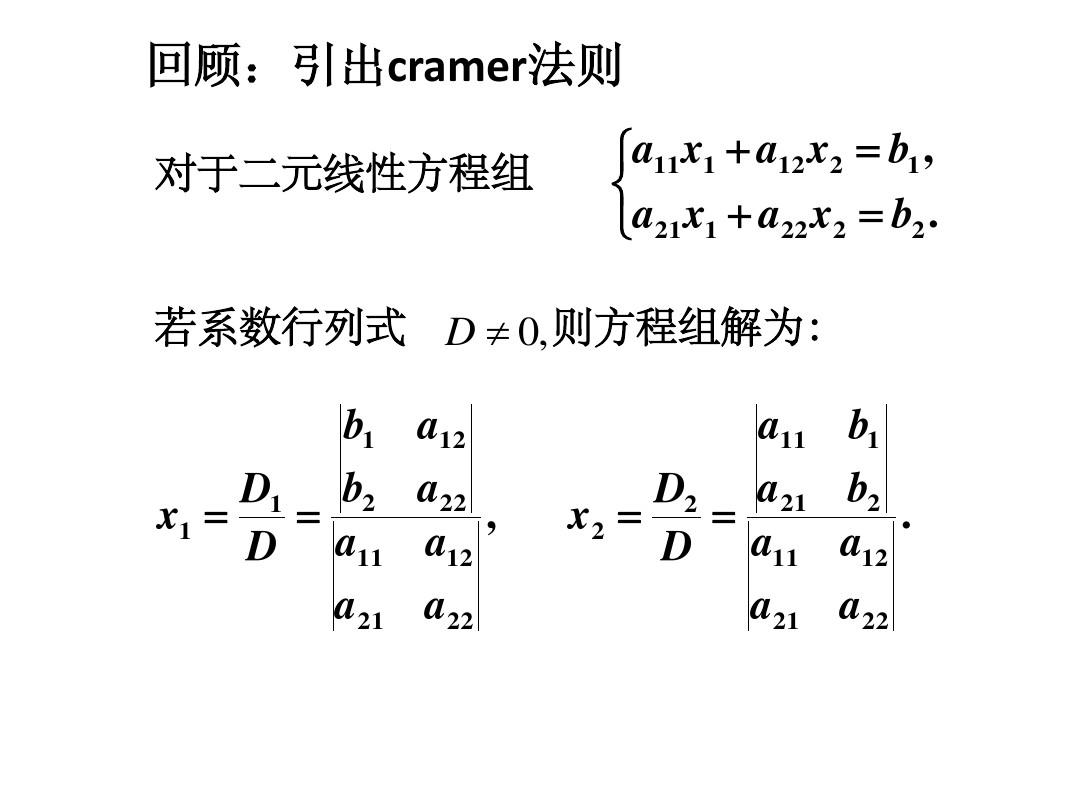 回顾：引出cramer法则
对于二元线性方程组
a₁₁x₁ + a₁₂x₂ = b₁,
a₂₁x₁ + a₂₂x₂ = b₂.
若系数行列式 D ≠ 0,则方程组解为：
b₁ a₁₂ a₁₁ b₁
x₁ = D₁/D = b₂ a₂₂ , x₂ = D₂/D = a₂₁ b₂ .
a₁₁ a₁₂ a₁₁ a₁₂
a₂₁ a₂₂ a₂₁ a₂₂